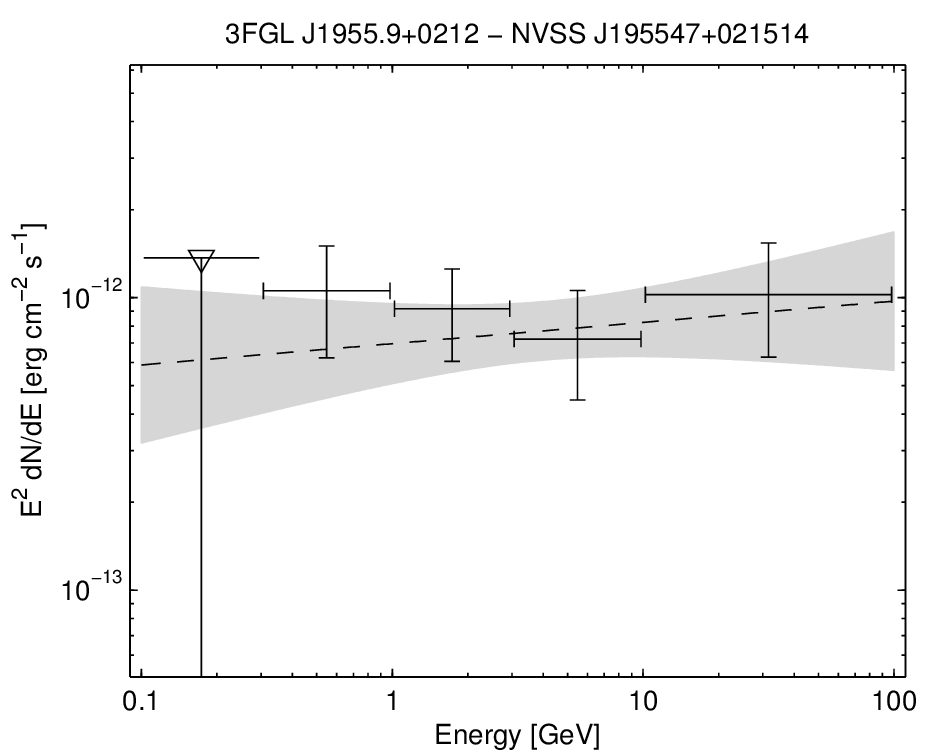 3FGL J1955.9+0212 − NVSS J195547+021514
E² dN/dE [erg cm⁻² s⁻¹]
10⁻¹²
10⁻¹³
0.1 1 10 100
Energy [GeV]